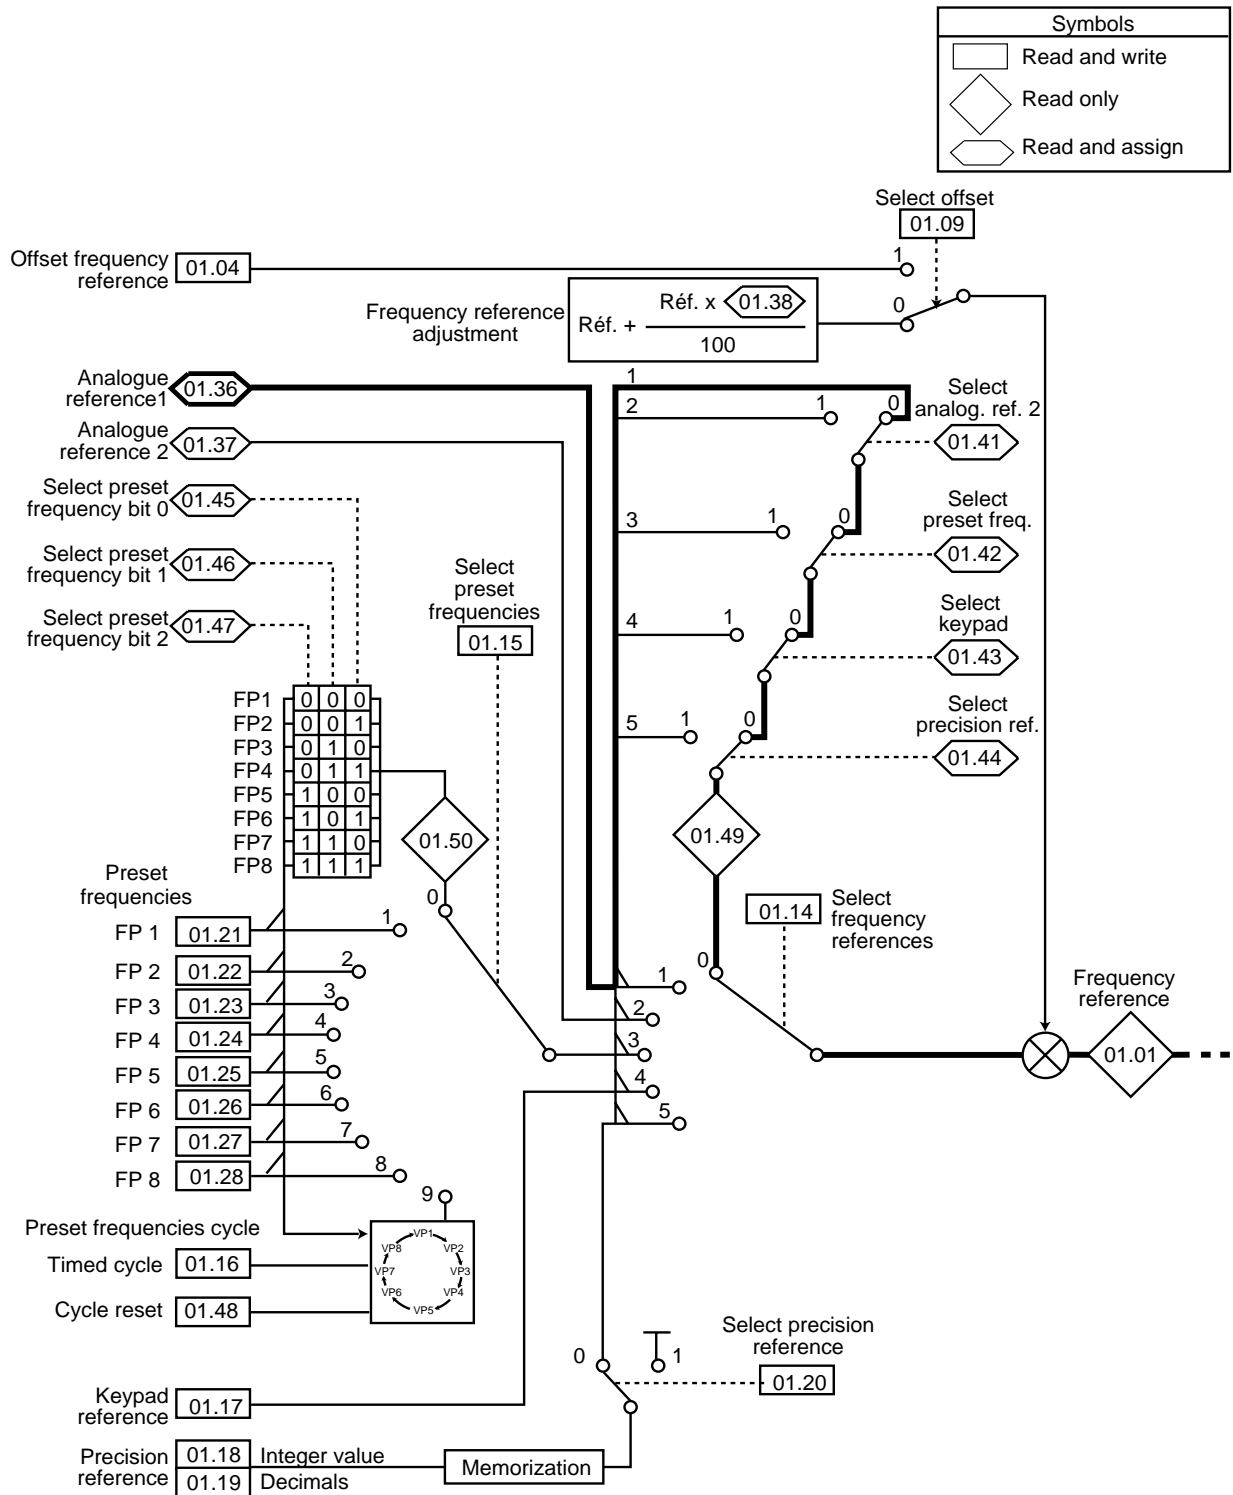 Symbols
Read and write
Read only
Read and assign
Select offset
01.09
Offset frequency
reference
01.04
1
0
Frequency reference
adjustment
Réf. +
Réf. x
01.38
100
Analogue
reference1
01.36
Analogue
reference 2
01.37
1
2
1
0
Select
analog. ref. 2
01.41
Select preset
frequency bit 0
01.45
3
1
0
Select
preset freq.
01.42
Select preset
frequency bit 1
01.46
Select
preset
frequencies
01.15
Select preset
frequency bit 2
01.47
4
1
0
Select
keypad
01.43
5
1
0
Select
precision ref.
01.44
FP1 0 0 0
FP2 0 0 1
FP3 0 1 0
FP4 0 1 1
FP5 1 0 0
FP6 1 0 1
FP7 1 1 0
FP8 1 1 1
01.50
0
01.49
0
01.14
Select
frequency
references
Preset
frequencies
FP 1 01.21 1
FP 2 01.22 2
FP 3 01.23 3
FP 4 01.24 4
FP 5 01.25 5
FP 6 01.26 6
FP 7 01.27 7
FP 8 01.28 8
9
1
2
3
4
5
Frequency
reference
01.01
Preset frequencies cycle
Timed cycle 01.16
Cycle reset 01.48
VP1
VP2
VP3
VP4
VP5
VP6
VP7
VP8
0
1
Select precision
reference
01.20
Keypad
reference
01.17
Precision
reference
01.18 Integer value
01.19 Decimals
Memorization